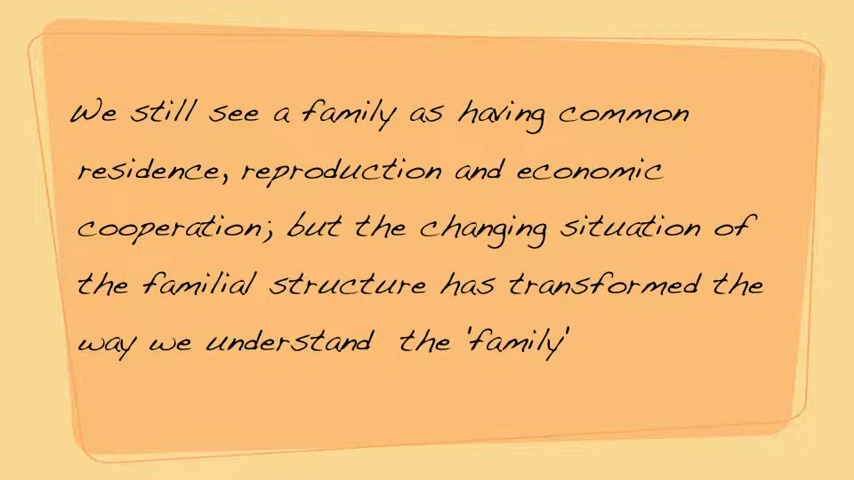 We still see a family as having common
residence, reproduction and economic
cooperation; but the changing situation of
the familial structure has transformed the
way we understand the 'family'